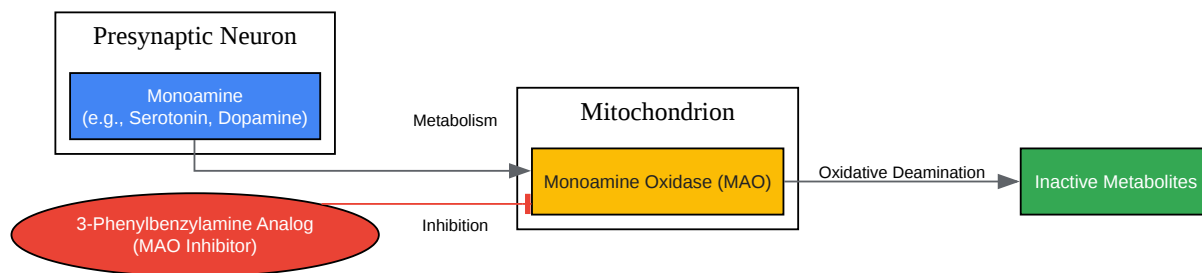 Presynaptic Neuron
Monoamine
(e.g., Serotonin, Dopamine)
Metabolism
Mitochondrion
Monoamine Oxidase (MAO)
Oxidative Deamination
Inactive Metabolites
3-Phenylbenzylamine Analog
(MAO Inhibitor)
Inhibition